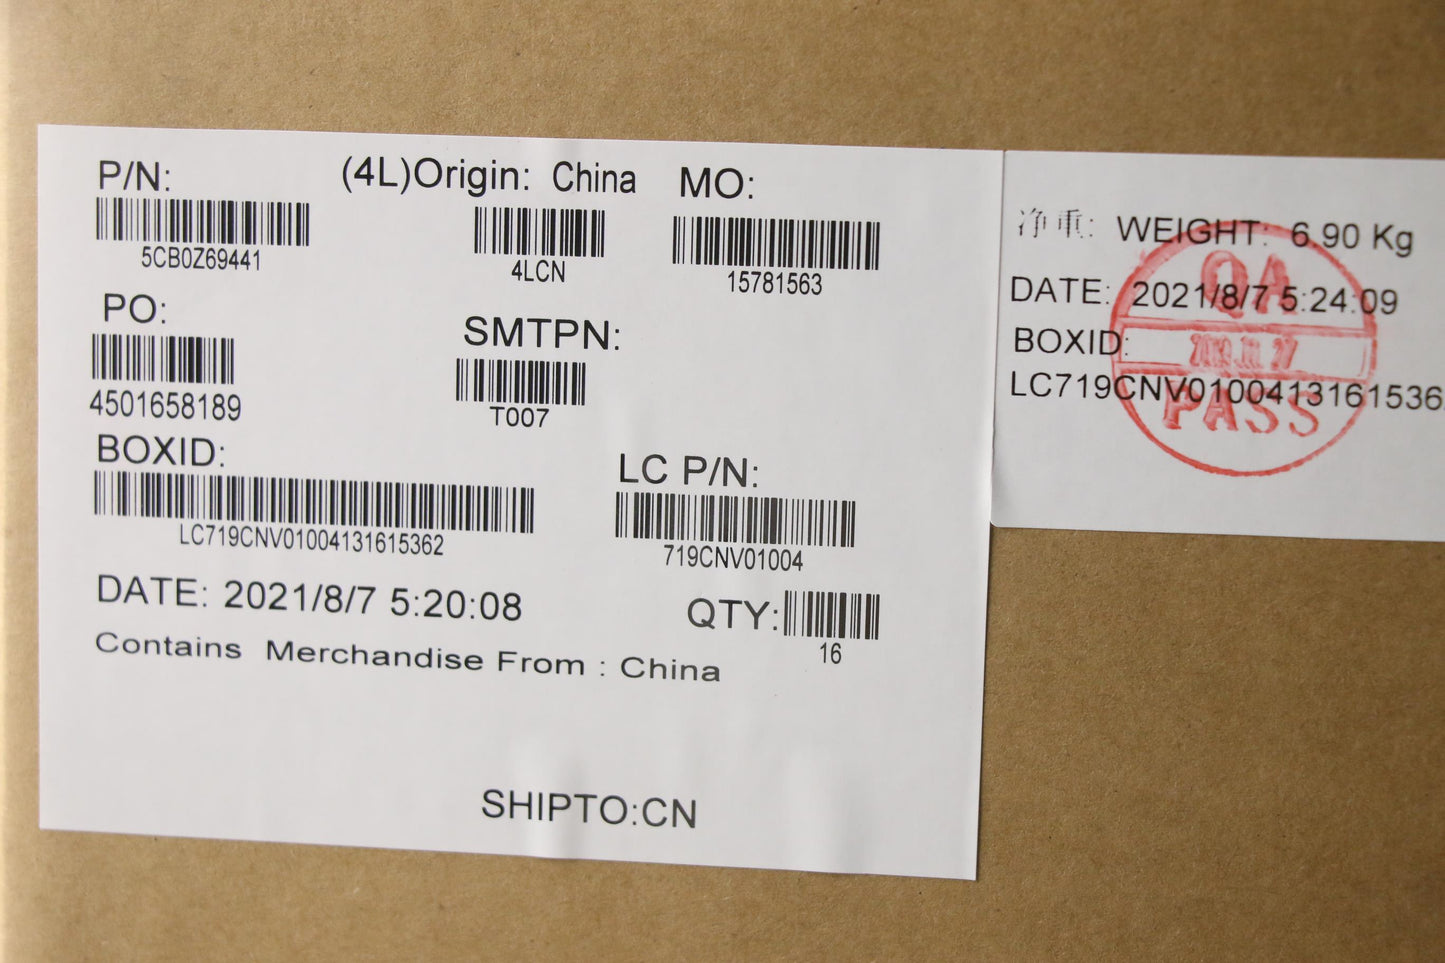 P/N: (4L)Origin: China MO:
5CB0Z69441 4LCN 15781563
PO: SMTPN:
4501658189 T007
BOXID: LC P/N:
LC719CNV01004131615362 719CNV01004
DATE: 2021/8/7 5:20:08 QTY:
16
Contains Merchandise From : China
SHIPTO:CN
净重: WEIGHT: 6.90 Kg
DATE: 2021/8/7 5:24:09
BOXID:
LC719CNV0100413161536
QA
PASS